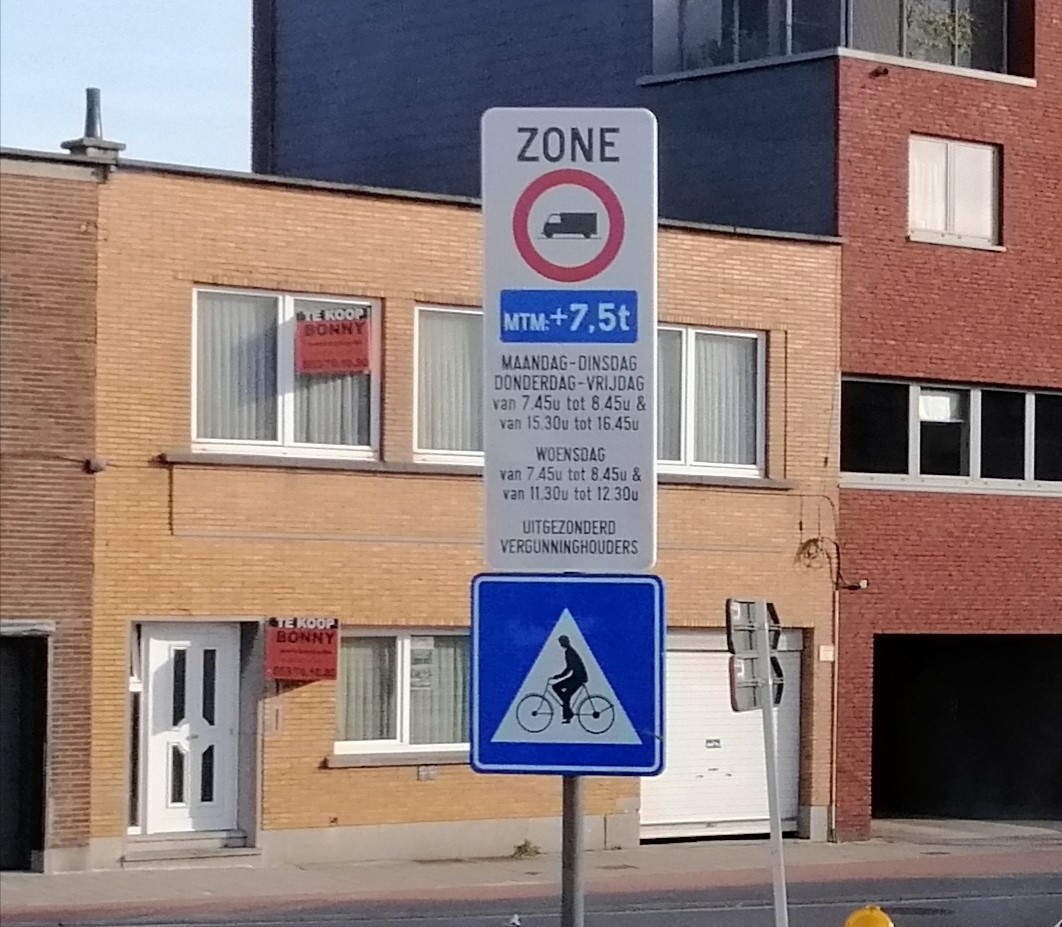 ZONE
MTM:+7,5t
MAANDAG-DINSDAG
DONDERDAG-VRIJDAG
van 7.45u tot 8.45u &
van 15.30u tot 16.45u
WOENSDAG
van 7.45u tot 8.45u &
van 11.30u tot 12.30u
UITGEZONDERD
VERGUNNINGHOUDERS
TE KOOP
BONNY
TE KOOP
BONNY